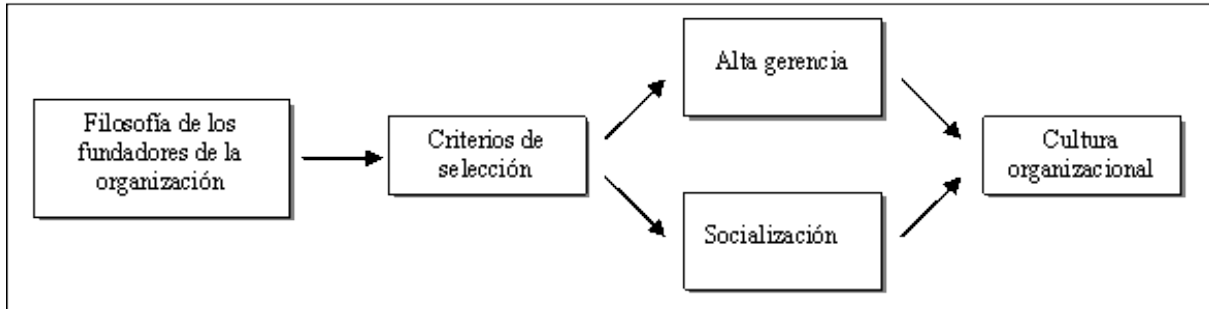 Filosofía de los
fundadores de la
organización
Criterios de
selección
Alta gerencia
Socialización
Cultura
organizacional